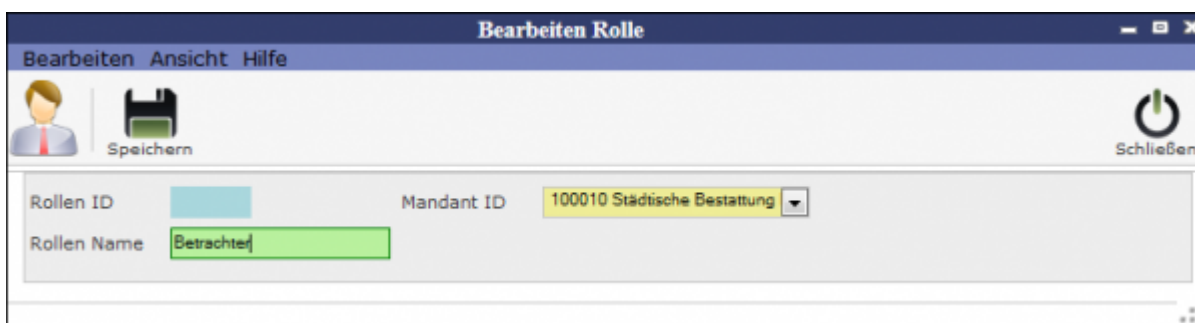 Bearbeiten Rolle
Bearbeiten Ansicht Hilfe
Speichern
Schließen
Rollen ID
Mandant ID
100010 Städtische Bestattung
Rollen Name
Betrachter